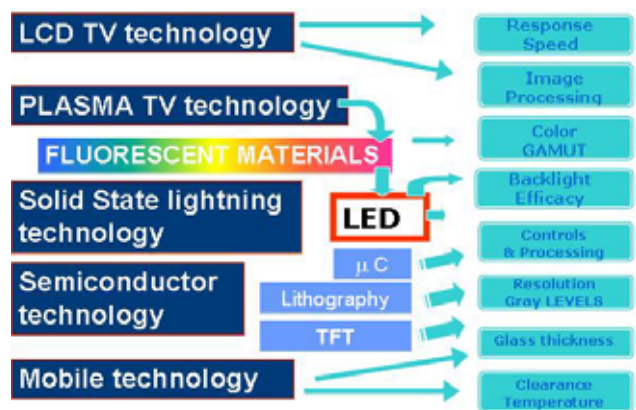 LCD TV technology
Response
Speed
Image
Processing
PLASMA TV technology
FLUORESCENT MATERIALS
Color
GAMUT
Solid State lightning
technology
LED
Backlight
Efficacy
Controls
& Processing
μ C
Semiconductor
technology
Lithography
Resolution
Gray LEVELS
TFT
Glass thickness
Mobile technology
Clearance
Temperature